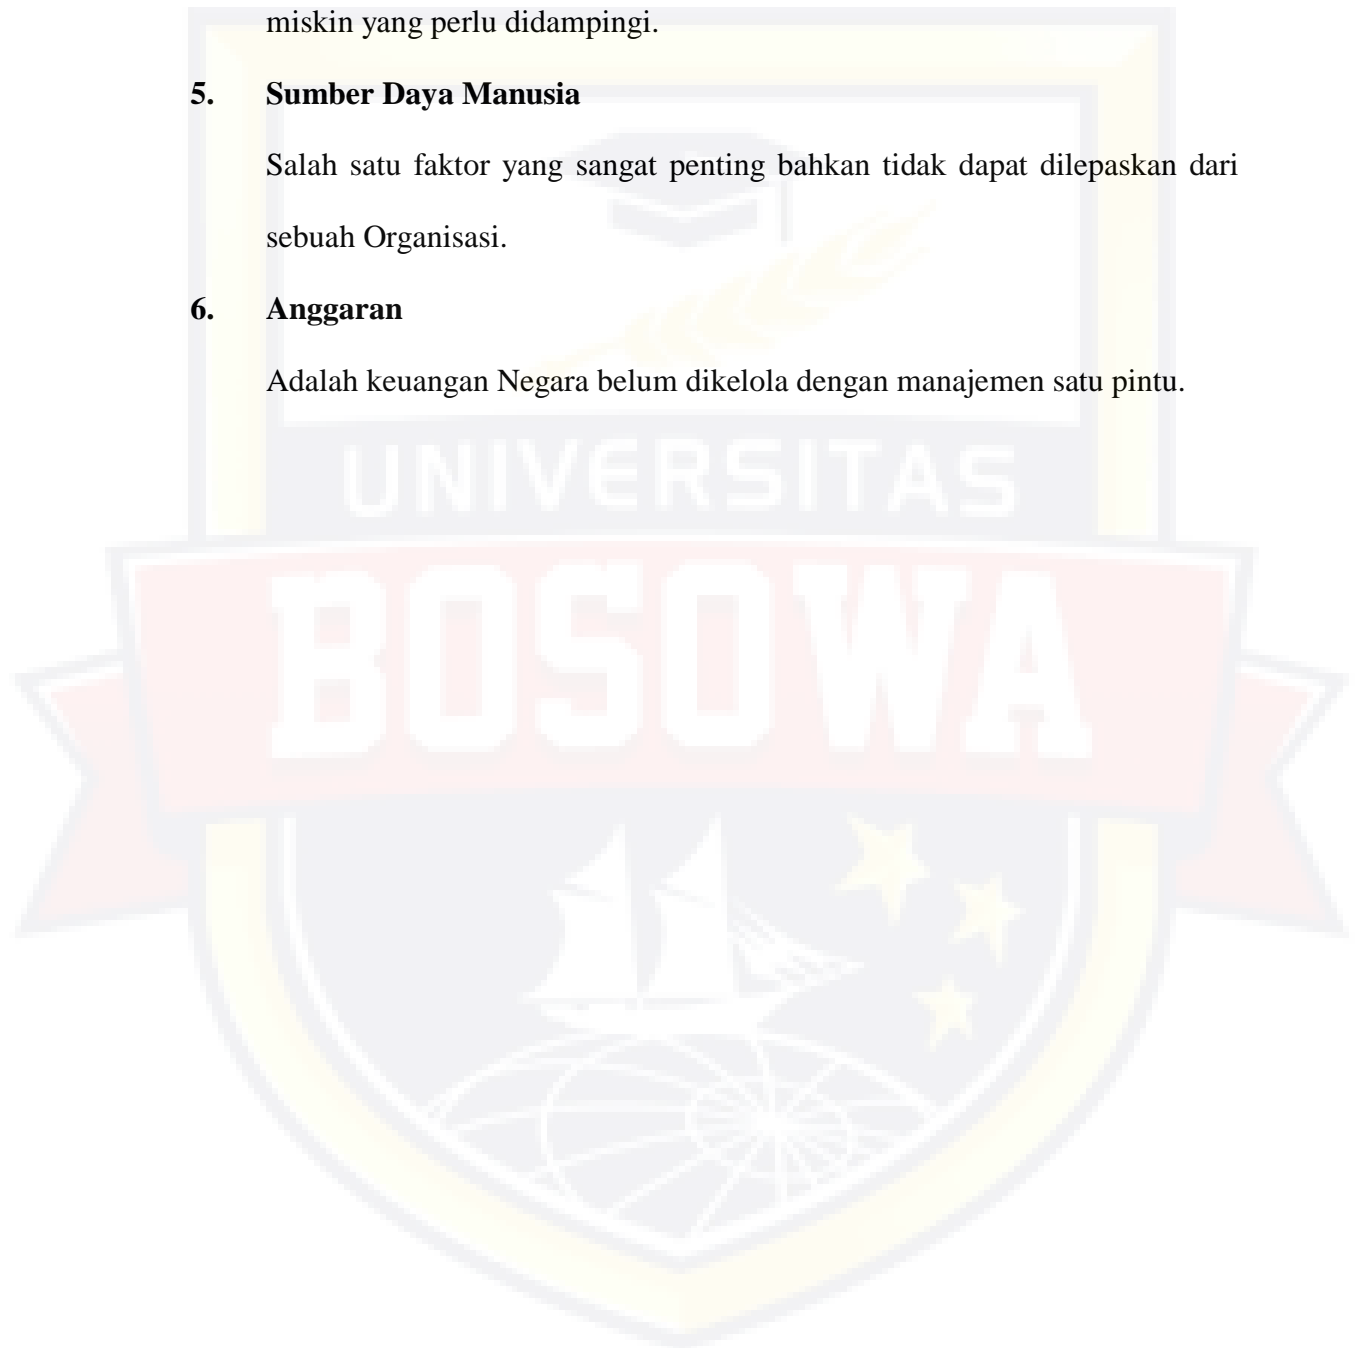 miskin yang perlu didampingi.
5. Sumber Daya Manusia
Salah satu faktor yang sangat penting bahkan tidak dapat dilepaskan dari
sebuah Organisasi.
6. Anggaran
Adalah keuangan Negara belum dikelola dengan manajemen satu pintu.
UNIVERSITAS
BOSOWA